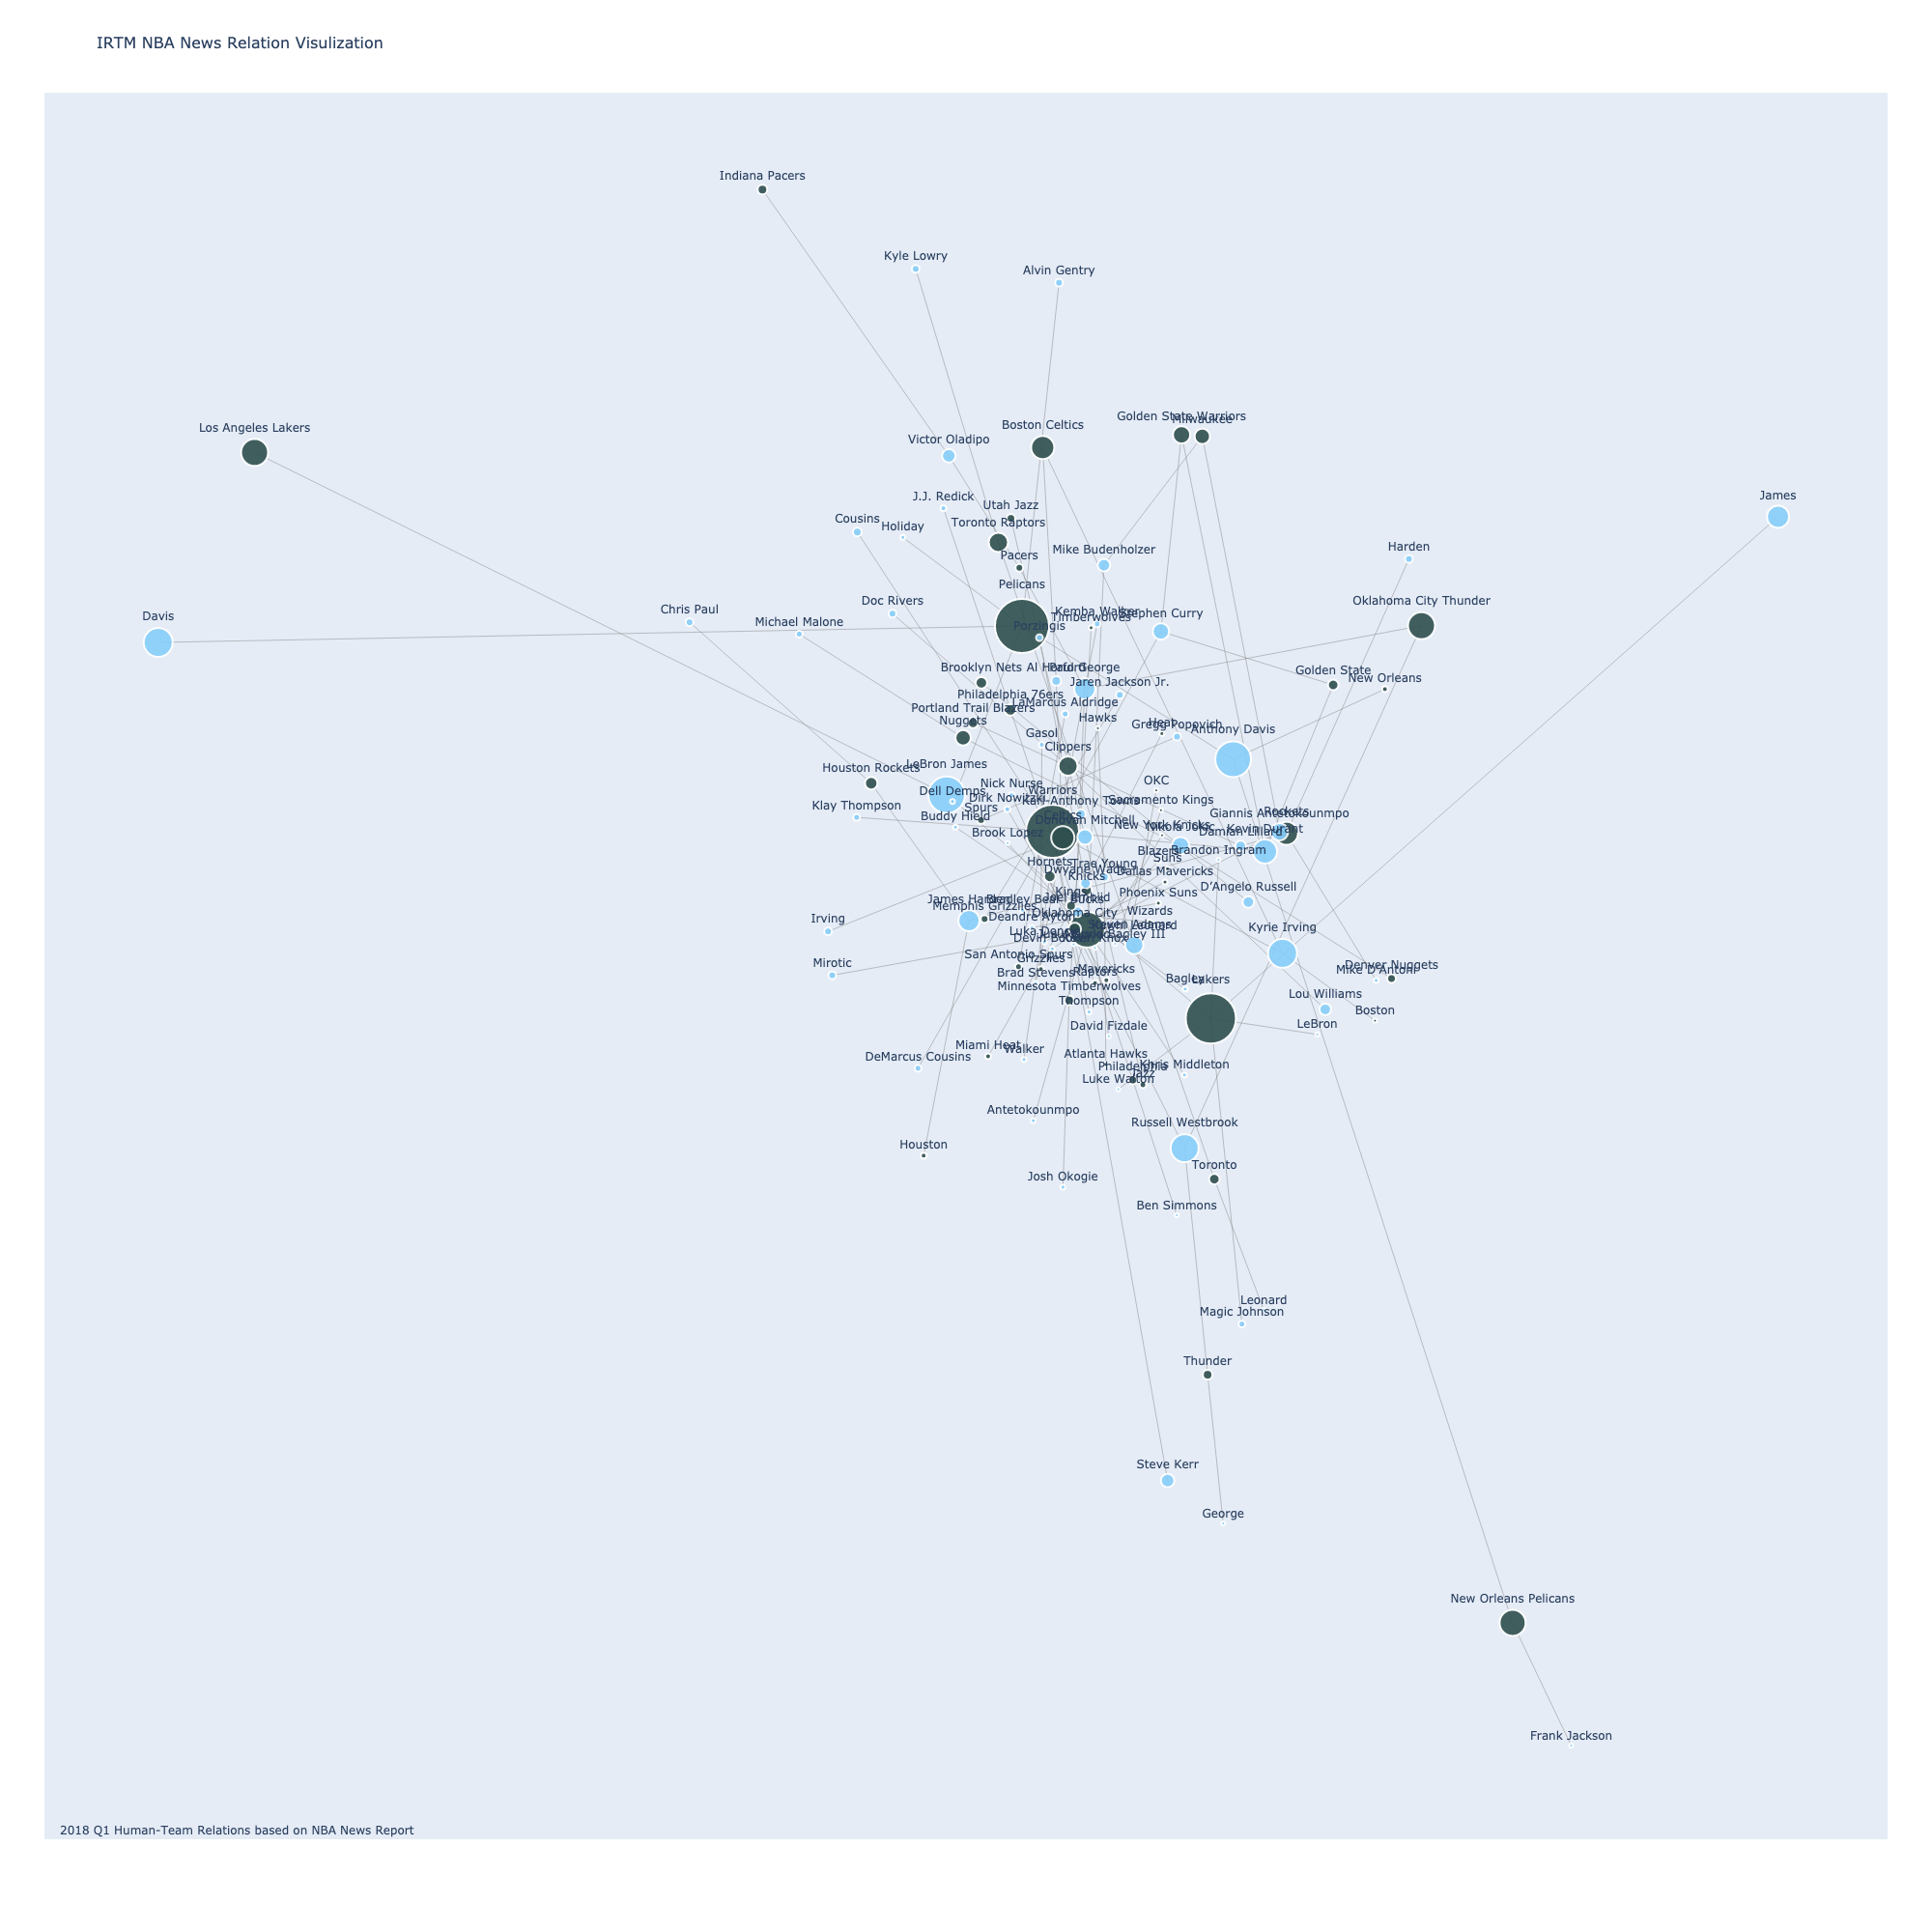 IRTM NBA News Relation Visulization
Indiana Pacers
Kyle Lowry
Alvin Gentry
Golden State Warriors
Milwaukee
Boston Celtics
Los Angeles Lakers
Victor Oladipo
James
J.J. Redick
Utah Jazz
Cousins
Holiday
Toronto Raptors
Harden
Mike Budenholzer
Pacers
Pelicans
Doc Rivers
Oklahoma City Thunder
Chris Paul
Kemba Walker
Stephen Curry
Davis
Timberwolves
Michael Malone
Porzingis
Brooklyn Nets
Al Horford
Paul George
Golden State
New Orleans
Jaren Jackson Jr.
Philadelphia 76ers
LaMarcus Aldridge
Portland Trail Blazers
Hawks
Nuggets
Heat
Gregg Popovich
Anthony Davis
Gasol
Clippers
LeBron James
Houston Rockets
OKC
Nick Nurse
Warriors
Dell Demps
Dirk Nowitzki
Karl-Anthony Towns
Sacramento Kings
Klay Thompson
Spurs
Rockets
Giannis Antetokounmpo
Buddy Hield
Celtics
Donovan Mitchell
New York Knicks
Nikola Jokic
Kevin Durant
Damian Lillard
Brook Lopez
Blazers
Brandon Ingram
Suns
Hornets
Trae Young
Dwyane Wade
Dallas Mavericks
Knicks
D'Angelo Russell
Kings
Phoenix Suns
James Harden
Bradley Beal
Joel Embiid
Bucks
Memphis Grizzlies
Deandre Ayton
Oklahoma City
Wizards
Irving
Steven Adams
Kawhi Leonard
Kyrie Irving
Luka Doncic
Devin Booker
Kevin Knox
Bagley III
San Antonio Spurs
Grizzlies
Mirotic
Brad Stevens
Raptors
Mavericks
Denver Nuggets
Mike D'Antoni
Bagley
Lakers
Minnesota Timberwolves
Thompson
Lou Williams
Boston
LeBron
David Fizdale
Miami Heat
Walker
DeMarcus Cousins
Atlanta Hawks
Philadelphia
Khris Middleton
Jazz
Luke Walton
Antetokounmpo
Russell Westbrook
Houston
Toronto
Josh Okogie
Ben Simmons
Leonard
Magic Johnson
Thunder
Steve Kerr
George
New Orleans Pelicans
Frank Jackson
2018 Q1 Human-Team Relations based on NBA News Report